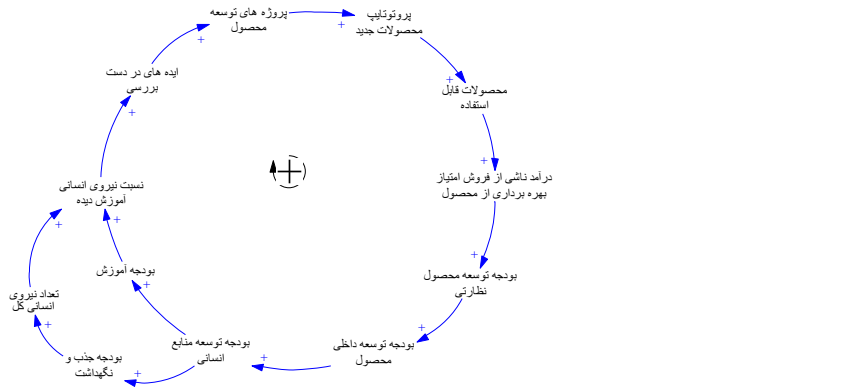 پروژه های توسعه
محصول
+
پروتوتایپ
محصولات جدید
+
محصولات قابل
استفاده
+
درآمد ناشی از فروش امتیاز
بهره برداری از محصول
+
بودجه توسعه محصول
نظارتی
+
بودجه توسعه داخلی
محصول
+
بودجه توسعه منابع
انسانی
+
بودجه جذب و
نگهداشت
+
تعداد نیروی
انسانی کل
+
بودجه آموزش
+
نسبت نیروی انسانی
آموزش دیده
+
+
ایده های در دست
بررسی
+
+